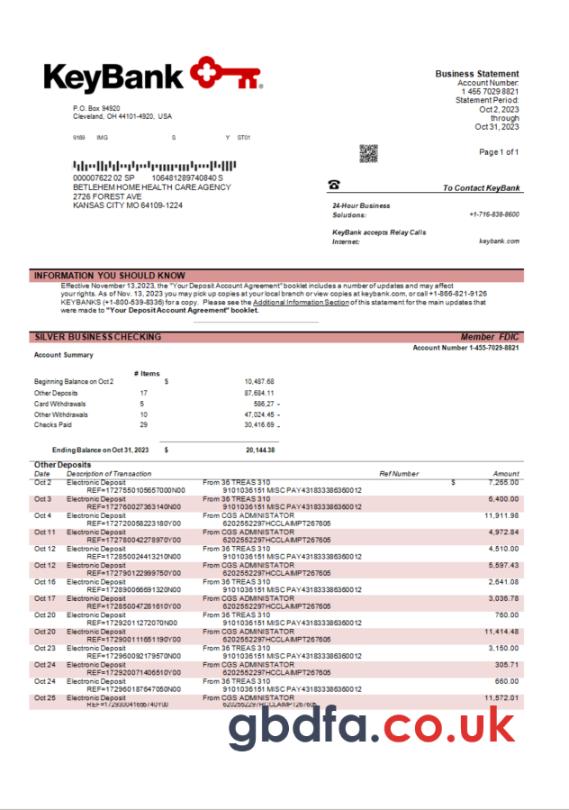 KeyBank
P.O. Box 94920
Cleveland, OH 44101-4920, USA
9169 IMG S Y ST01
000007622 02 SP 106481289740840 S
BETLEHEM HOME HEALTH CARE AGENCY
2726 FOREST AVE
KANSAS CITY MO 64109-1224
Business Statement
Account Number:
1 455 7029 8821
Statement Period:
Oct 2, 2023
through
Oct 31, 2023
Page 1 of 1
To Contact KeyBank
24-Hour Business
Solutions: +1-716-838-8600
KeyBank accepts Relay Calls
Internet: keybank.com
INFORMATION YOU SHOULD KNOW
Effective November 13,2023, the "Your Deposit Account Agreement" booklet includes a number of updates and may affect
your rights. As of Nov. 13, 2023 you may pick up copies at your local branch or view copies at keybank.com, or call +1-866-821-9126
KEYBANKS (+1-800-539-8336) for a copy. Please see the Additional Information Section of this statement for the main updates that
were made to "Your Deposit Account Agreement" booklet.
SILVER BUSINESS CHECKING Member FDIC
Account Number 1-455-7029-8821
Account Summary
# Items
Beginning Balance on Oct 2 $ 10,487.68
Other Deposits 17 87,684.11
Card Withdrawals 5 586,27 -
Other Withdrawals 10 47,024.45 -
Checks Paid 29 30,416.69 -
Ending Balance on Oct 31, 2023 $ 20,144.38
Other Deposits
Date Description of Transaction Ref Number Amount
Oct 2 Electronic Deposit From 36 TREAS 310 $ 7,265.00
REF=1727550105657000N00 9101036151 MISC PAY431833386360012
Oct 3 Electronic Deposit From 36 TREAS 310 6,400.00
REF=172760027363140N00 9101036151 MISC PAY431833386360012
Oct 4 Electronic Deposit From CGS ADMINISTATOR 11,911.98
REF=172720058223180Y00 6202552297HCCLAIMPT267605
Oct 11 Electronic Deposit From CGS ADMINISTATOR 4,972.84
REF=172780042278970Y00 6202552297HCCLAIMPT267605
Oct 12 Electronic Deposit From 36 TREAS 310 4,510.00
REF=172850024413210N00 9101036151 MISC PAY431833386360012
Oct 12 Electronic Deposit From CGS ADMINISTATOR 5,597.43
REF=172790122999750Y00 6202552297HCCLAIMPT267605
Oct 16 Electronic Deposit From 36 TREAS 310 2,641.08
REF=172890066691320N00 9101036151 MISC PAY431833386360012
Oct 17 Electronic Deposit From CGS ADMINISTATOR 3,036.78
REF=172850047281610Y00 6202552297HCCLAIMPT267605
Oct 20 Electronic Deposit From 36 TREAS 310 760.00
REF=17292011272070N00 9101036151 MISC PAY431833386360012
Oct 20 Electronic Deposit From CGS ADMINISTATOR 11,414.48
REF=172900111651190Y00 6202552297HCCLAIMPT267605
Oct 23 Electronic Deposit From 36 TREAS 310 3,150.00
REF=172960092179570N00 9101036151 MISC PAY431833386360012
Oct 24 Electronic Deposit From CGS ADMINISTATOR 305.71
REF=172920071406510Y00 6202552297HCCLAIMPT267605
Oct 24 Electronic Deposit From 36 TREAS 310 660.00
REF=172960187647050N00 9101036151 MISC PAY431833386360012
Oct 25 Electronic Deposit From CGS ADMINISTATOR 11,572.01
REF=172930041666740Y00 6202552297HCCLAIMPT267605
gbdfa.co.uk